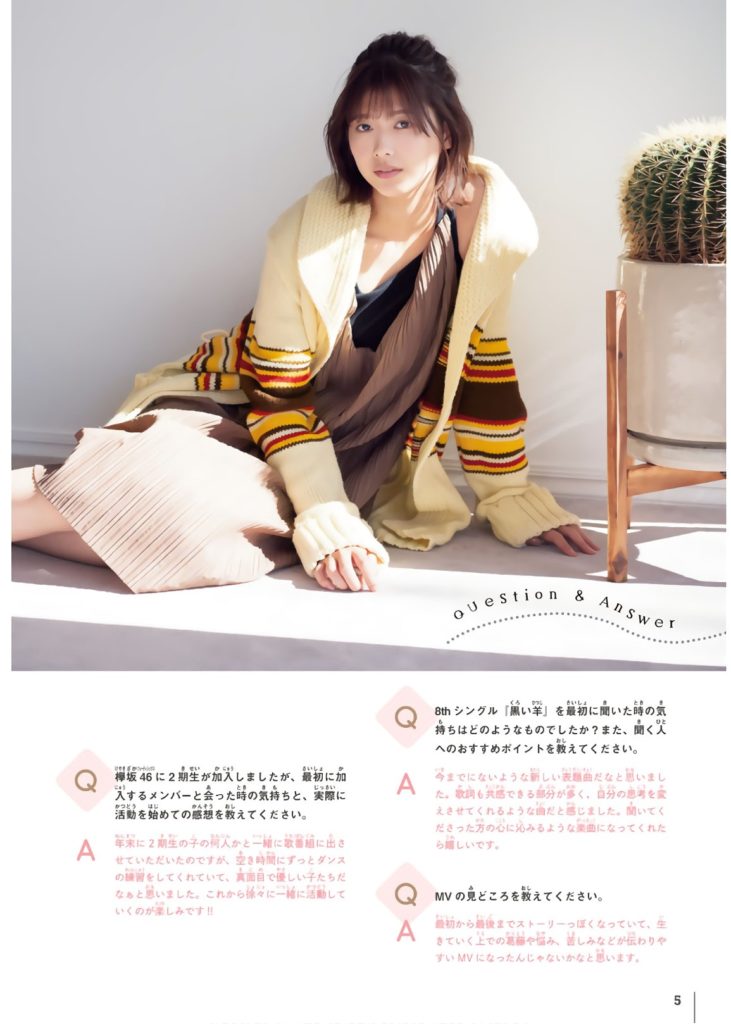 Question & Answer
Q
欅坂46に2期生が加入しましたが、最初に加
入するメンバーと会った時の気持ちと、実際に
活動を始めての感想を教えてください。
A
年末に2期生の子の何人かと一緒に歌番組に出さ
せていただいたのですが、空き時間にずっとダンス
の練習をしてくれていて、真面目で優しい子たちだ
なぁと思いました。これから徐々に一緒に活動して
いくのが楽しみです!!
Q
8thシングル『黒い羊』を最初に聞いた時の気
持ちはどのようなものでしたか?また、聞く人
へのおすすめポイントを教えてください。
A
今までにないような新しい表題曲だなと思いまし
た。歌詞も共感できる部分が多く、自分の思考を変
えさせてくれるような曲だと感じました。聞いてく
ださった方の心に沁みるような楽曲になってくれた
ら嬉しいです。
Q
MVの見どころを教えてください。
A
最初から最後までストーリーっぽくなっていて、生
きていく上での葛藤や悩み、苦しみなどが伝わりや
すいMVになったんじゃないかなと思います。
5